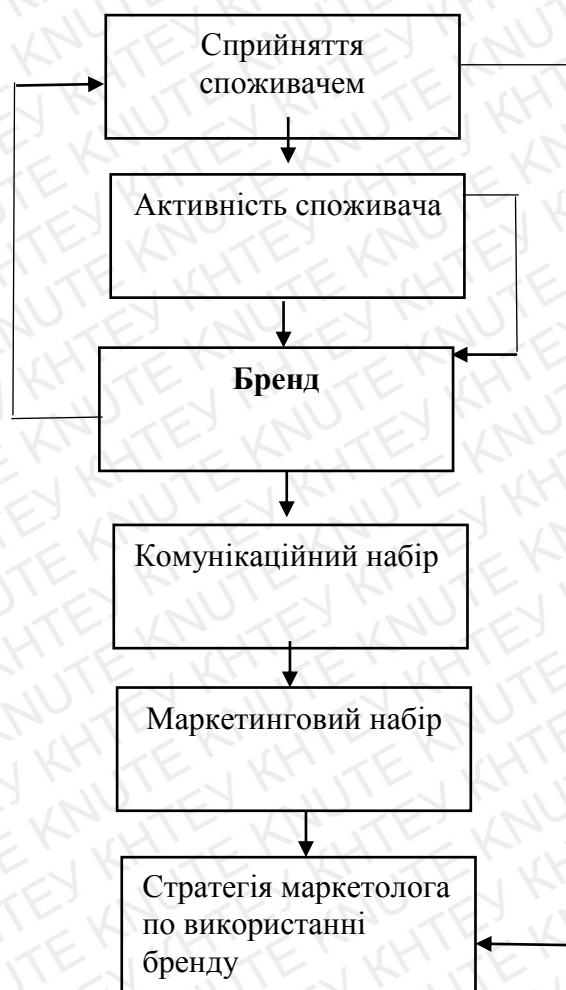 Сприйняття
споживачем
Активність споживача
Бренд
Комунікаційний набір
Маркетинговий набір
Стратегія маркетолога
по використанні
бренду